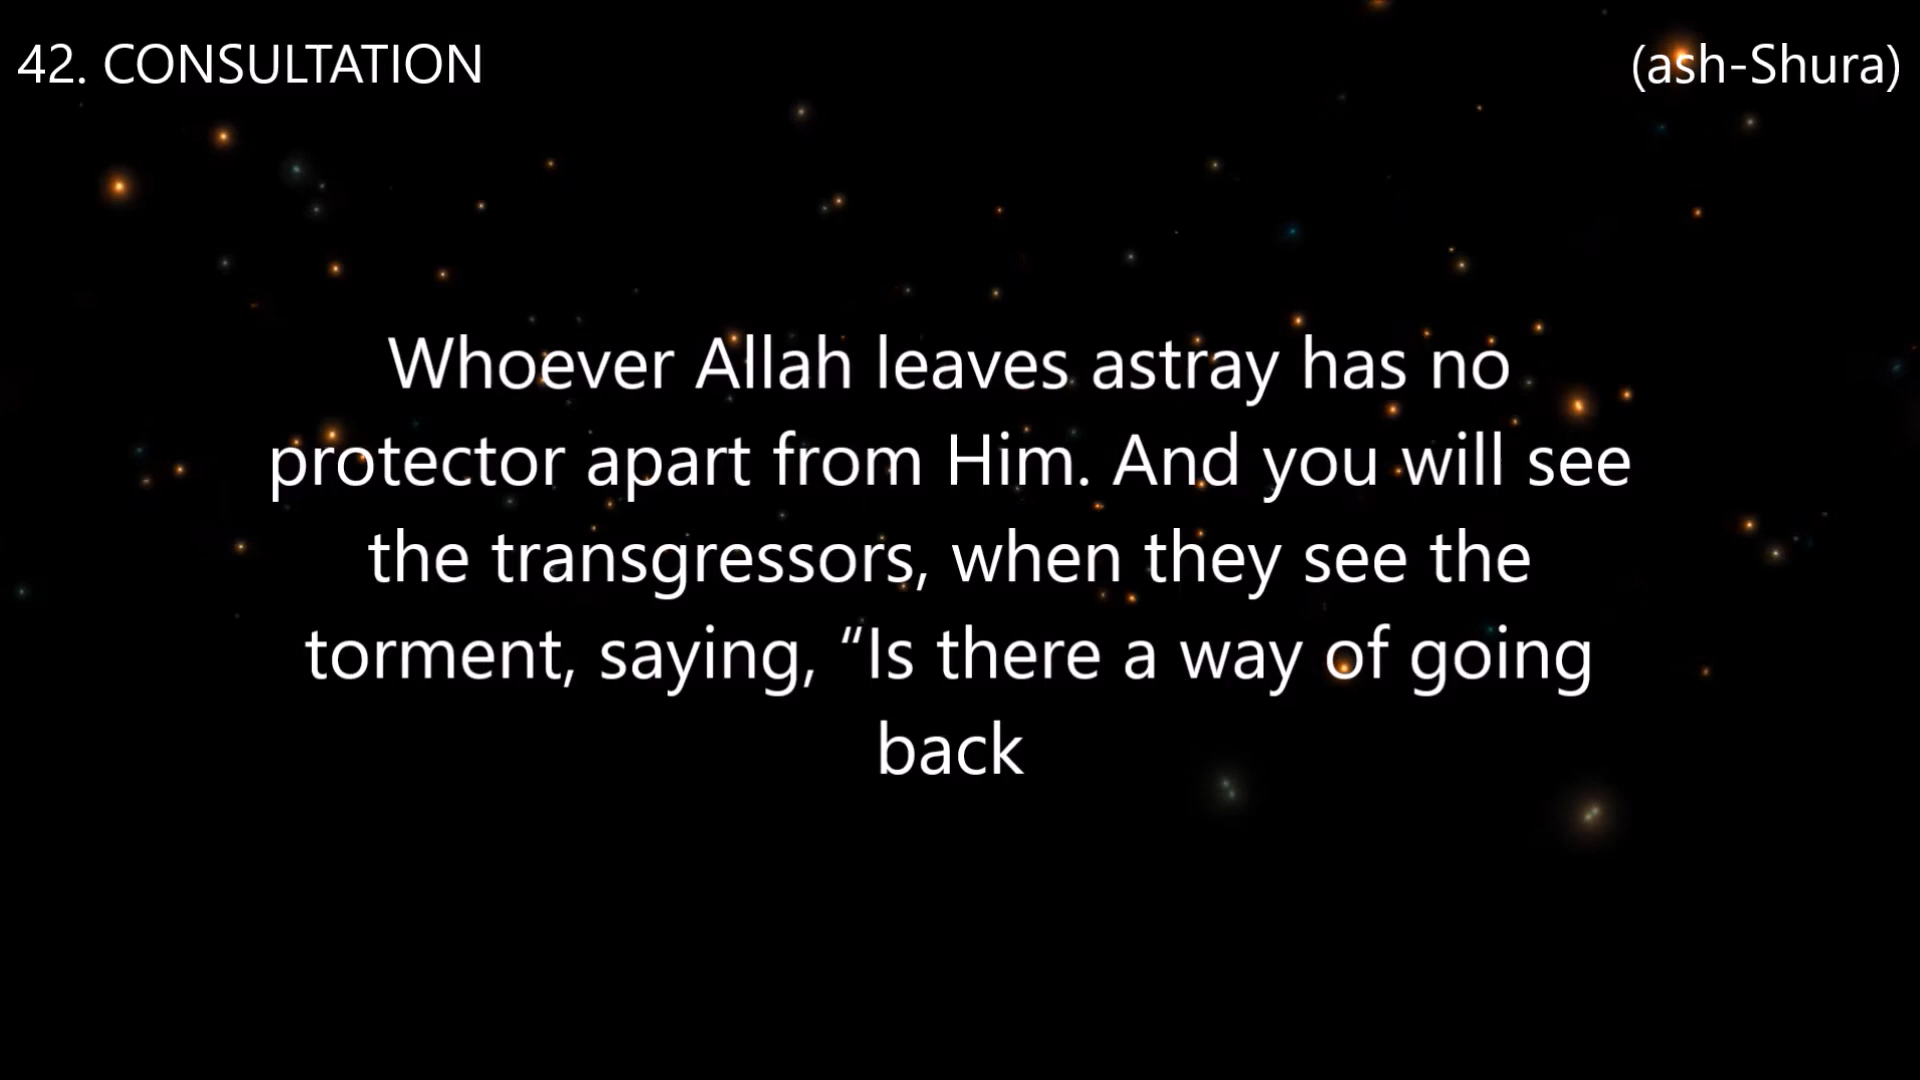 42. CONSULTATION
(ash-Shura)
Whoever Allah leaves astray has no
protector apart from Him. And you will see
the transgressors, when they see the
torment, saying, “Is there a way of going
back